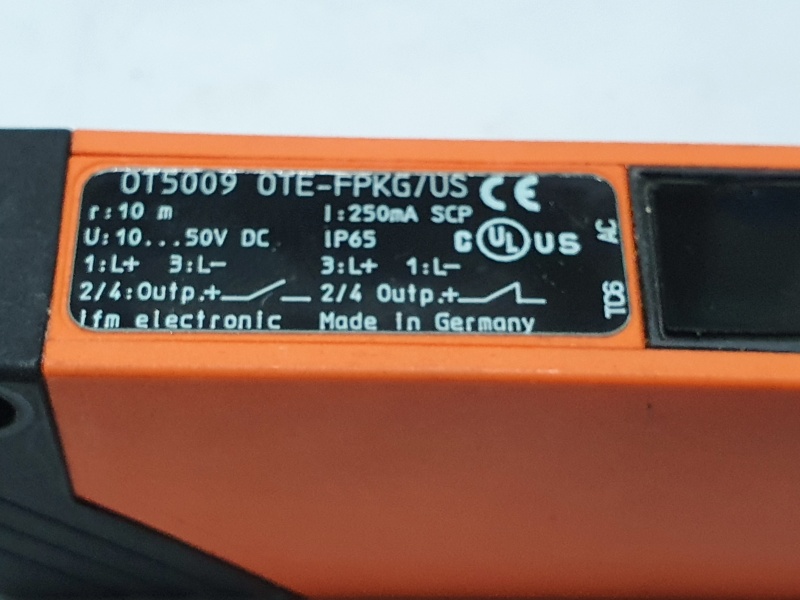 OT5009 OTE-FPKG/US CE
r:10 m I:250mA SCP
U:10...50V DC IP65 C UL US
1:L+ 3:L− 3:L+ 1:L−
2/4:Outp.+ 2/4 Outp.+
ifm electronic Made in Germany
AC